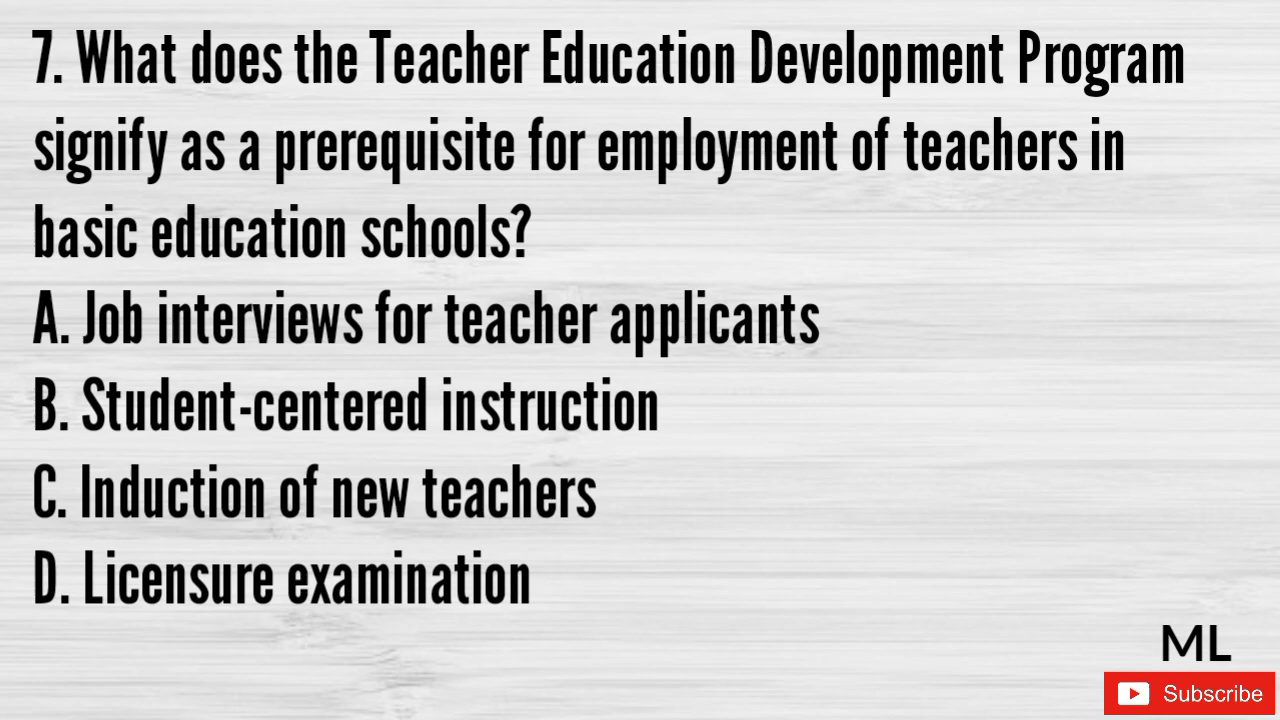 7. What does the Teacher Education Development Program
signify as a prerequisite for employment of teachers in
basic education schools?
A. Job interviews for teacher applicants
B. Student-centered instruction
C. Induction of new teachers
D. Licensure examination
ML
Subscribe